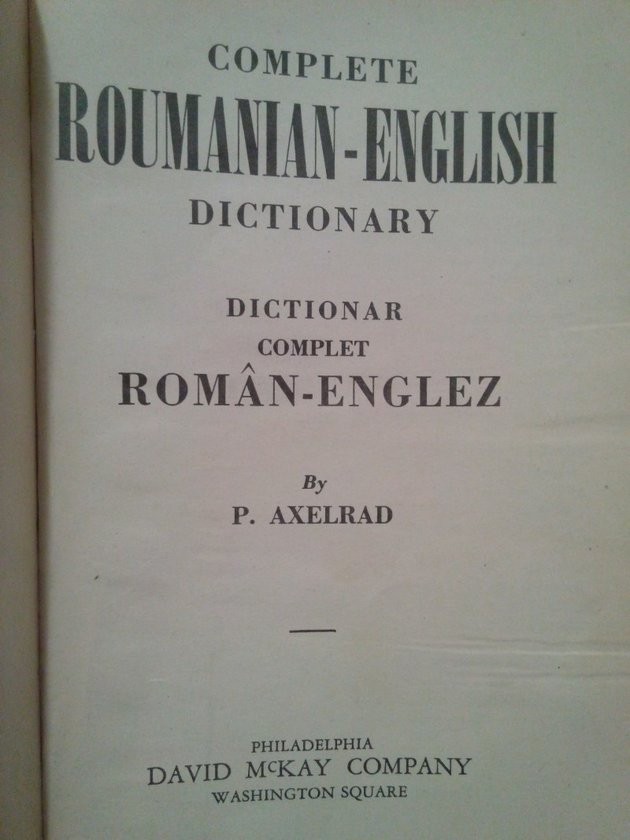 COMPLETE
ROUMANIAN-ENGLISH
DICTIONARY
DICTIONAR
COMPLET
ROMÂN-ENGLEZ
By
P. AXELRAD
PHILADELPHIA
DAVID McKAY COMPANY
WASHINGTON SQUARE